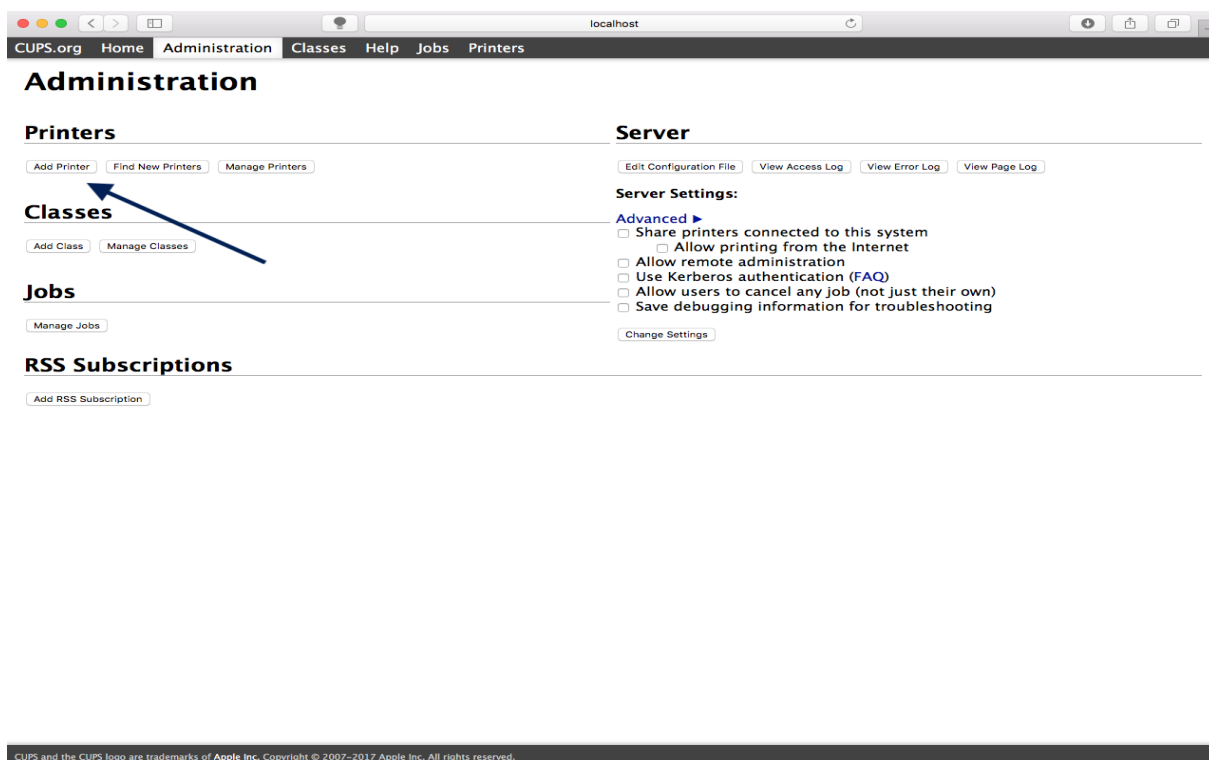 localhost
CUPS.org Home Administration Classes Help Jobs Printers
Administration
Printers
Add Printer Find New Printers Manage Printers
Classes
Add Class Manage Classes
Jobs
Manage Jobs
Server
Edit Configuration File View Access Log View Error Log View Page Log
Server Settings:
Advanced ►
Share printers connected to this system
Allow printing from the Internet
Allow remote administration
Use Kerberos authentication (FAQ)
Allow users to cancel any job (not just their own)
Save debugging information for troubleshooting
Change Settings
RSS Subscriptions
Add RSS Subscription
CUPS and the CUPS logo are trademarks of Apple Inc. Copyright © 2007-2017 Apple Inc. All rights reserved.